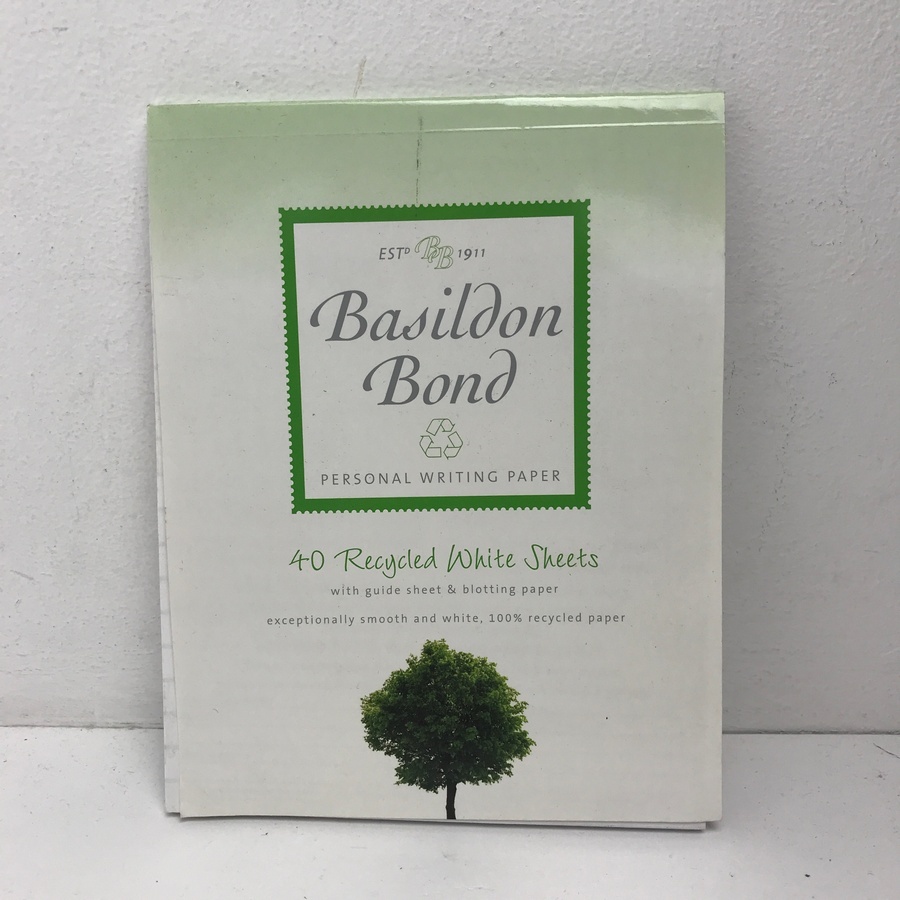 ESTD BB 1911
Basildon
Bond
PERSONAL WRITING PAPER
40 Recycled White Sheets
with guide sheet & blotting paper
exceptionally smooth and white, 100% recycled paper